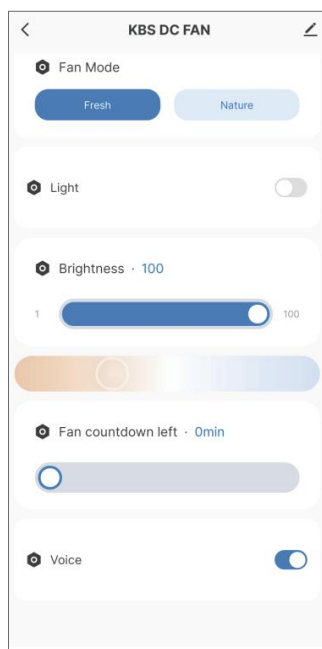 KBS DC FAN
Fan Mode
Fresh Nature
Light
Brightness · 100
1 100
Fan countdown left · 0min
Voice